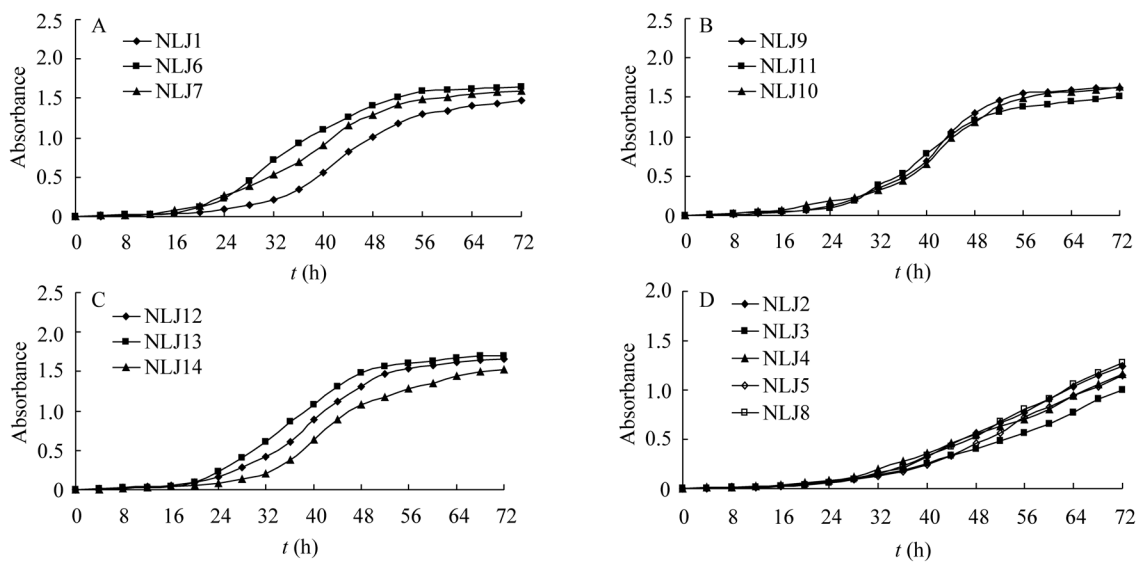 A
NLJ1
NLJ6
NLJ7
2.5
2.0
1.5
1.0
0.5
0
Absorbance
0 8 16 24 32 40 48 56 64 72
t (h)
B
NLJ9
NLJ11
NLJ10
2.5
2.0
1.5
1.0
0.5
0
Absorbance
0 8 16 24 32 40 48 56 64 72
t (h)
C
NLJ12
NLJ13
NLJ14
2.5
2.0
1.5
1.0
0.5
0
Absorbance
0 8 16 24 32 40 48 56 64 72
t (h)
D
NLJ2
NLJ3
NLJ4
NLJ5
NLJ8
2.0
1.5
1.0
0.5
0
Absorbance
0 8 16 24 32 40 48 56 64 72
t (h)